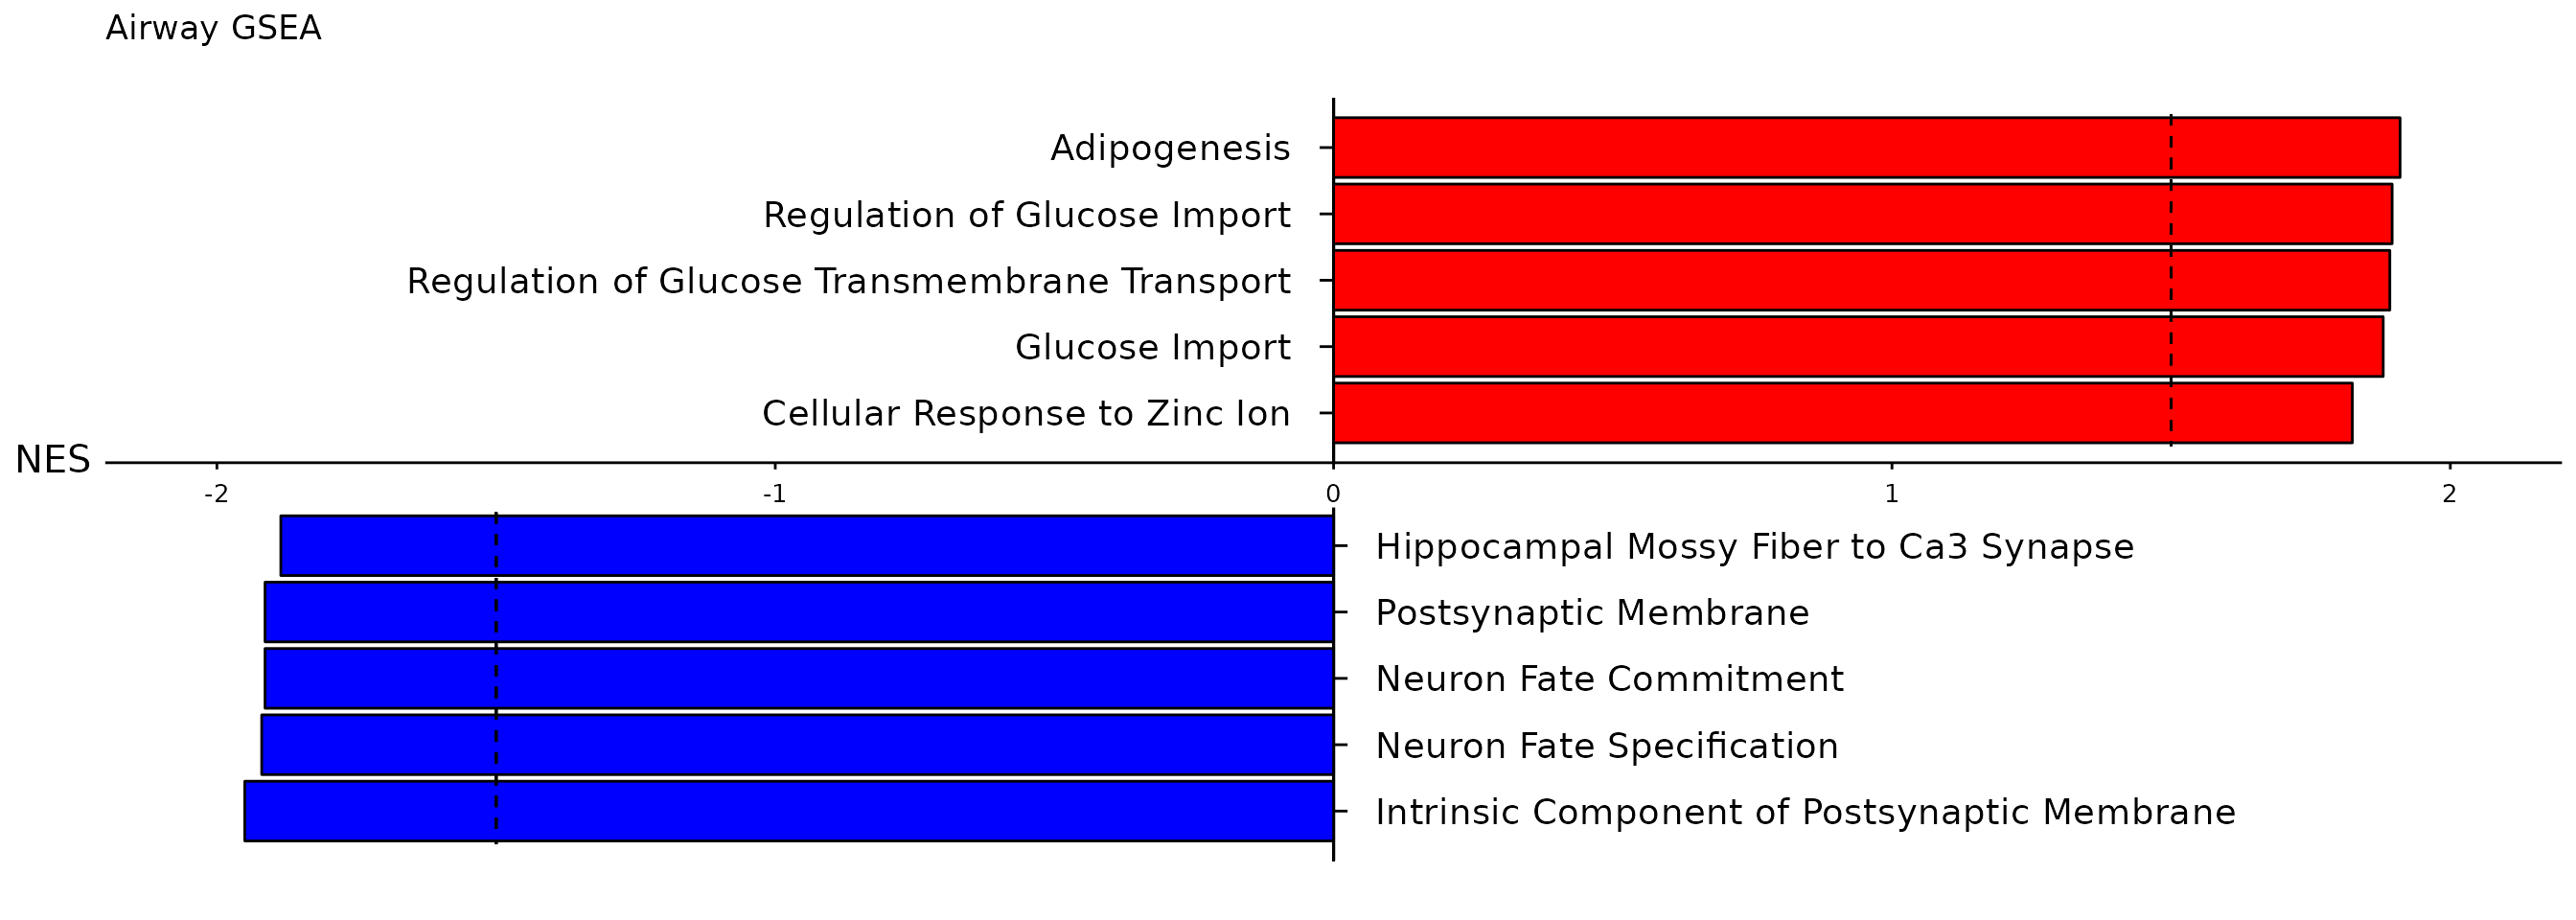 Airway GSEA
Adipogenesis
Regulation of Glucose Import
Regulation of Glucose Transmembrane Transport
Glucose Import
Cellular Response to Zinc Ion
NES
-2 -1 0 1 2
Hippocampal Mossy Fiber to Ca3 Synapse
Postsynaptic Membrane
Neuron Fate Commitment
Neuron Fate Specification
Intrinsic Component of Postsynaptic Membrane